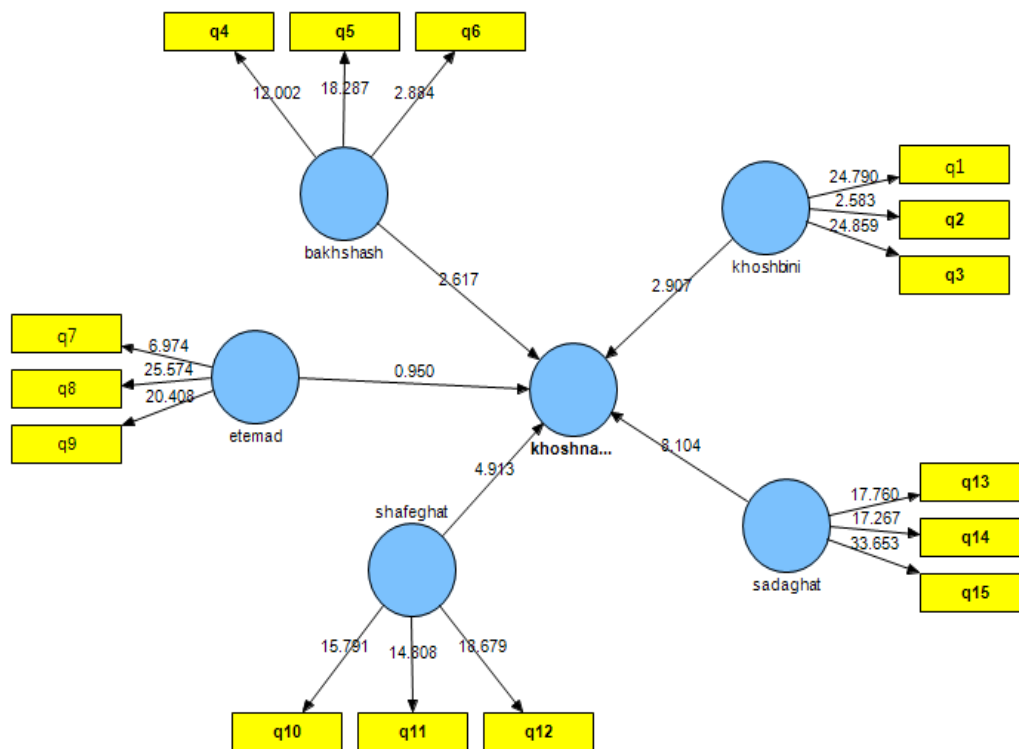 q4
q5
q6
12.002
18.287
2.884
bakhshash
q1
q2
q3
24.790
2.583
24.859
khoshbini
2.617
2.907
q7
q8
q9
6.974
25.574
20.408
etemad
0.950
khoshna...
4.913
8.104
shafeghat
q13
q14
q15
17.760
17.267
33.653
sadaghat
15.791
14.808
18.679
q10
q11
q12